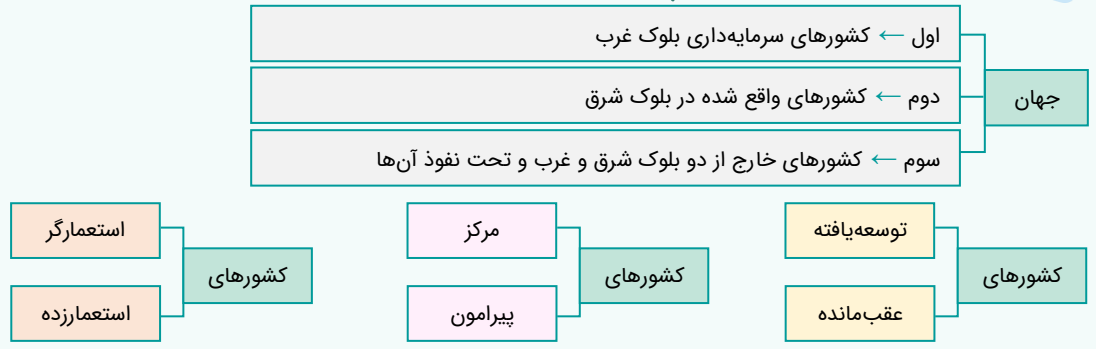 جهان
اول ← کشورهای سرمایه‌داری بلوک غرب
دوم ← کشورهای واقع شده در بلوک شرق
سوم ← کشورهای خارج از دو بلوک شرق و غرب و تحت نفوذ آن‌ها
کشورهای
توسعه‌یافته
عقب‌مانده
کشورهای
مرکز
پیرامون
کشورهای
استعمارگر
استعمارزده